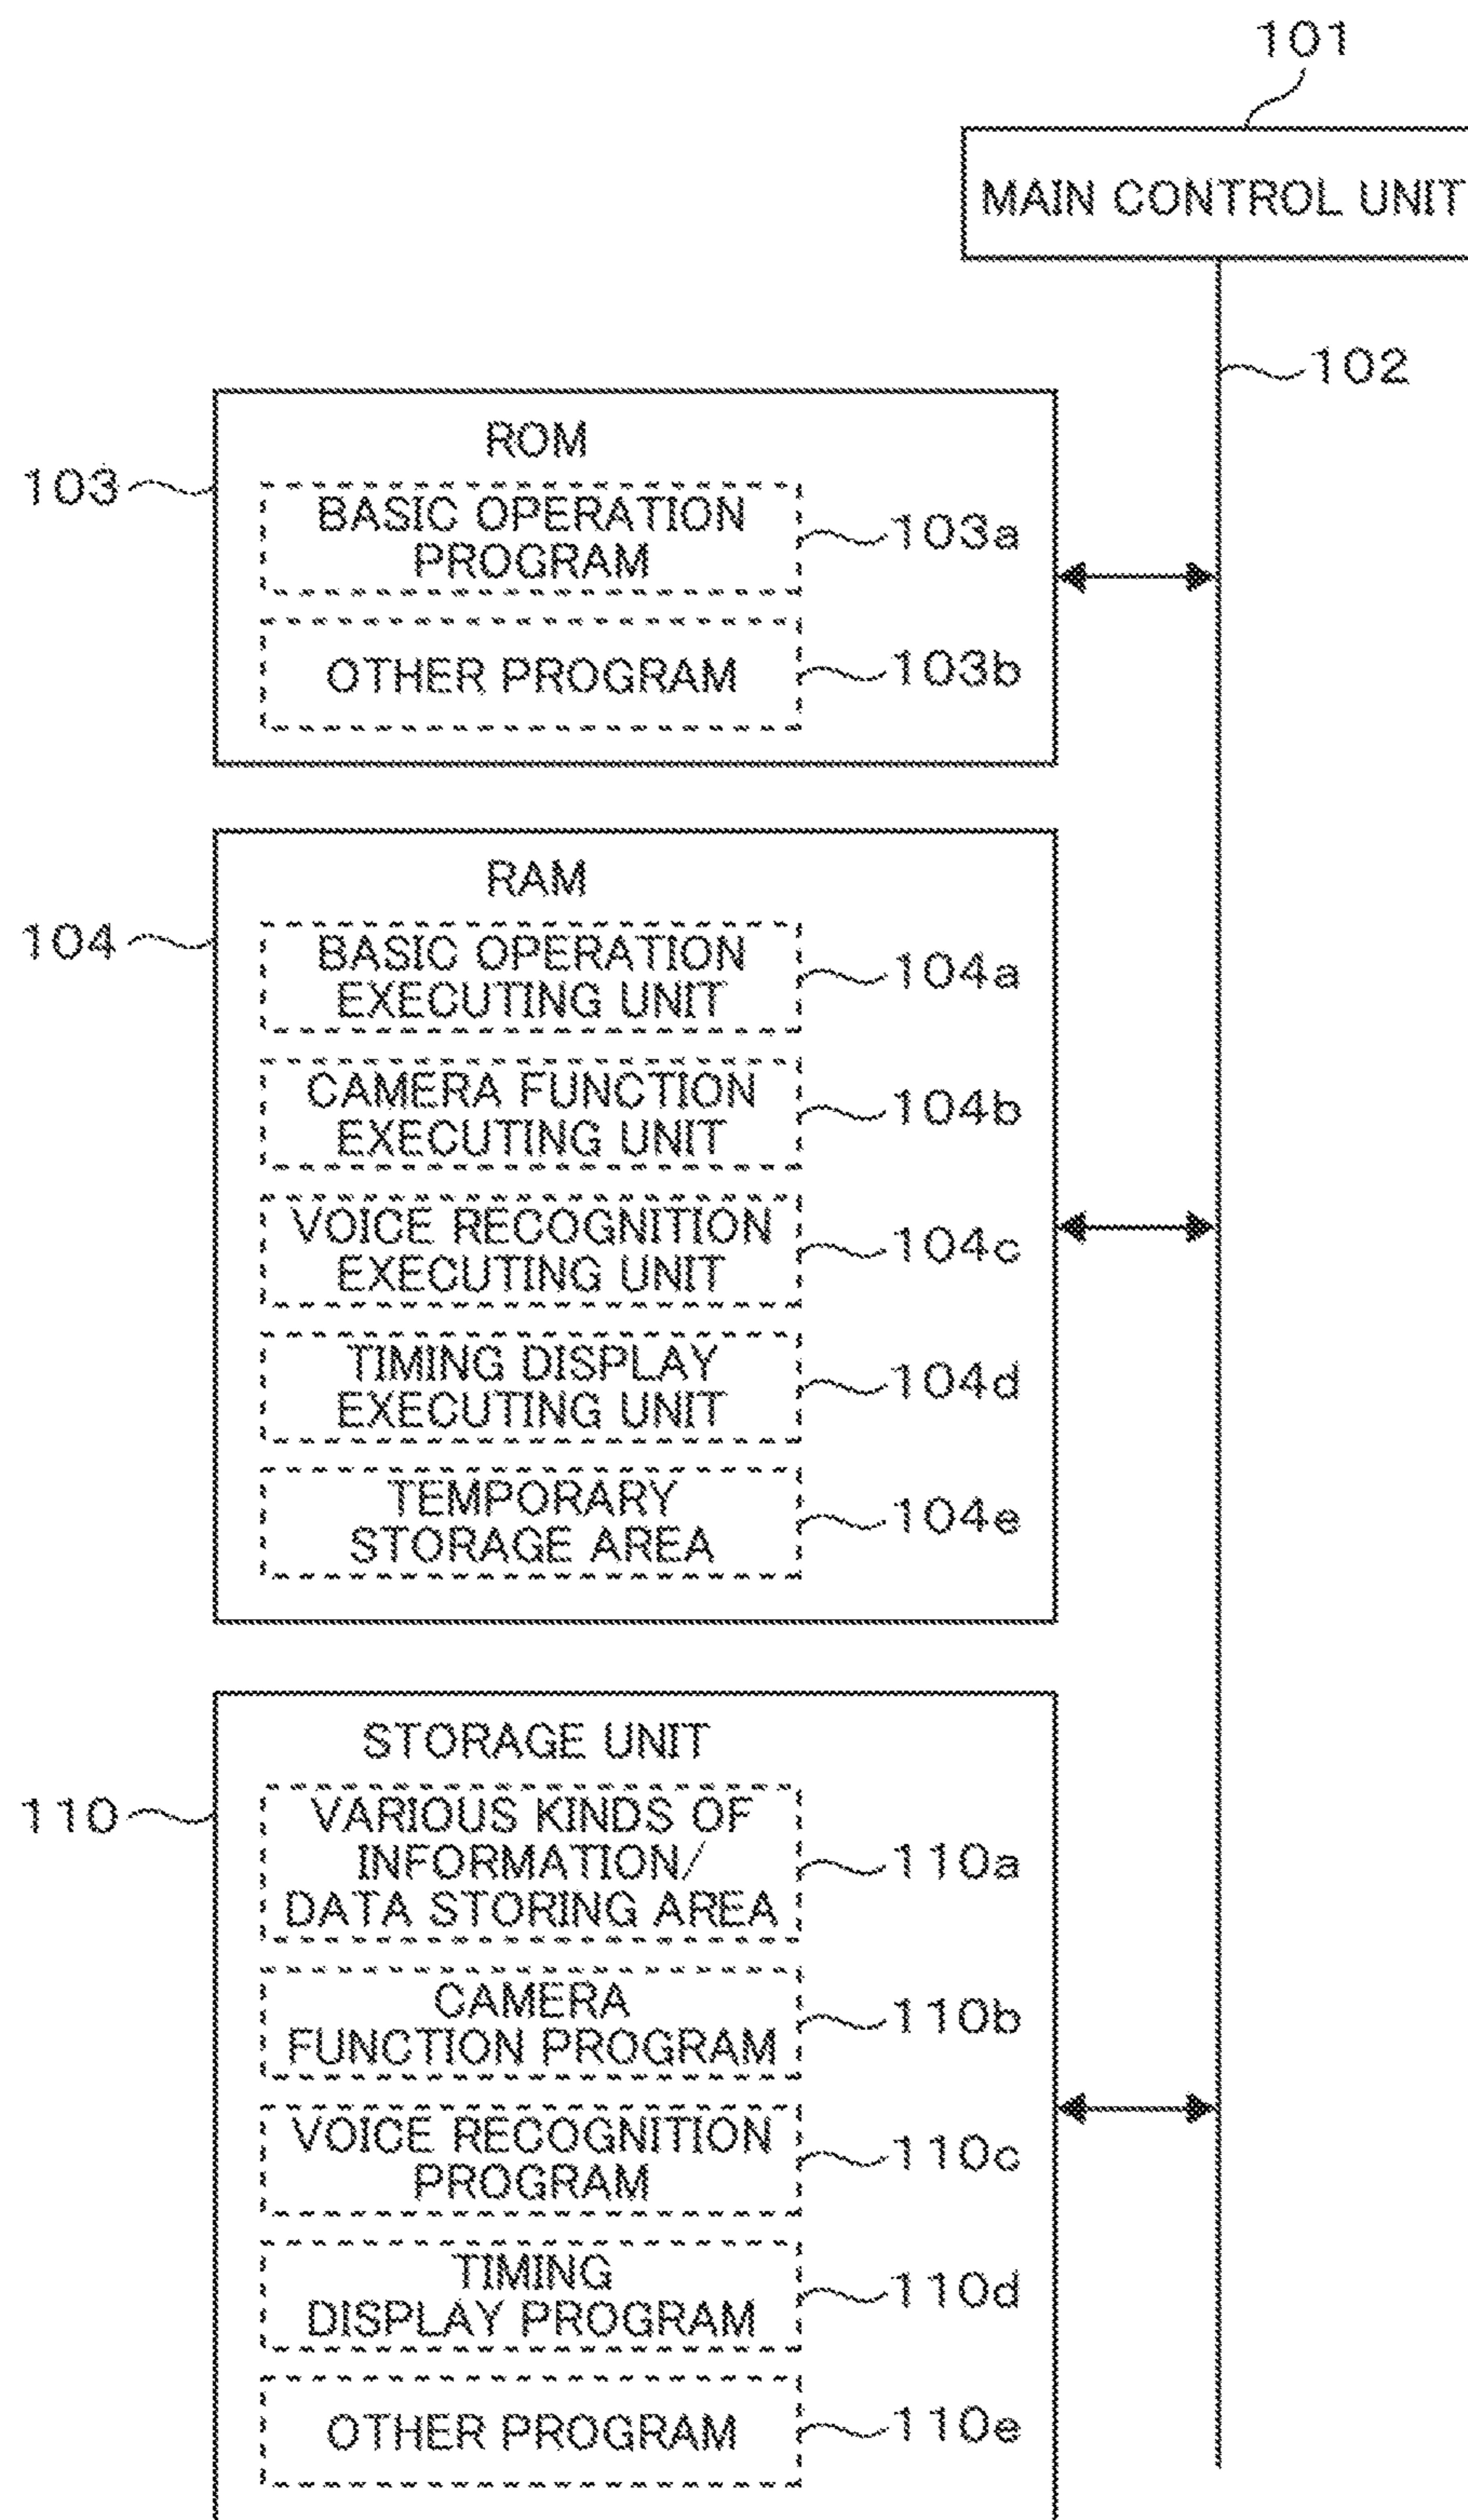 101
MAIN CONTROL UNIT
102
ROM
103
BASIC OPERATION
PROGRAM
103a
OTHER PROGRAM
103b
RAM
104
BASIC OPERATION
EXECUTING UNIT
104a
CAMERA FUNCTION
EXECUTING UNIT
104b
VOICE RECOGNITION
EXECUTING UNIT
104c
TIMING DISPLAY
EXECUTING UNIT
104d
TEMPORARY
STORAGE AREA
104e
STORAGE UNIT
110
VARIOUS KINDS OF
INFORMATION/
DATA STORING AREA
110a
CAMERA
FUNCTION PROGRAM
110b
VOICE RECOGNITION
PROGRAM
110c
TIMING
DISPLAY PROGRAM
110d
OTHER PROGRAM
110e